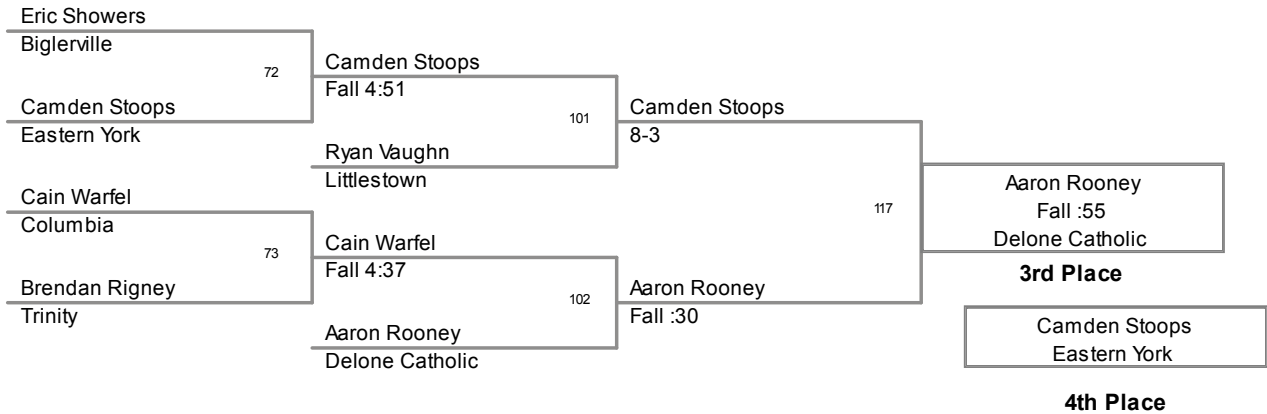 Eric Showers
Biglerville
72
Camden Stoops
Fall 4:51
Camden Stoops
Eastern York
101
Camden Stoops
8-3
Ryan Vaughn
Littlestown
Cain Warfel
Columbia
73
Cain Warfel
Fall 4:37
Brendan Rigney
Trinity
102
Aaron Rooney
Fall :30
Aaron Rooney
Delone Catholic
117
Aaron Rooney
Fall :55
Delone Catholic
3rd Place
Camden Stoops
Eastern York
4th Place